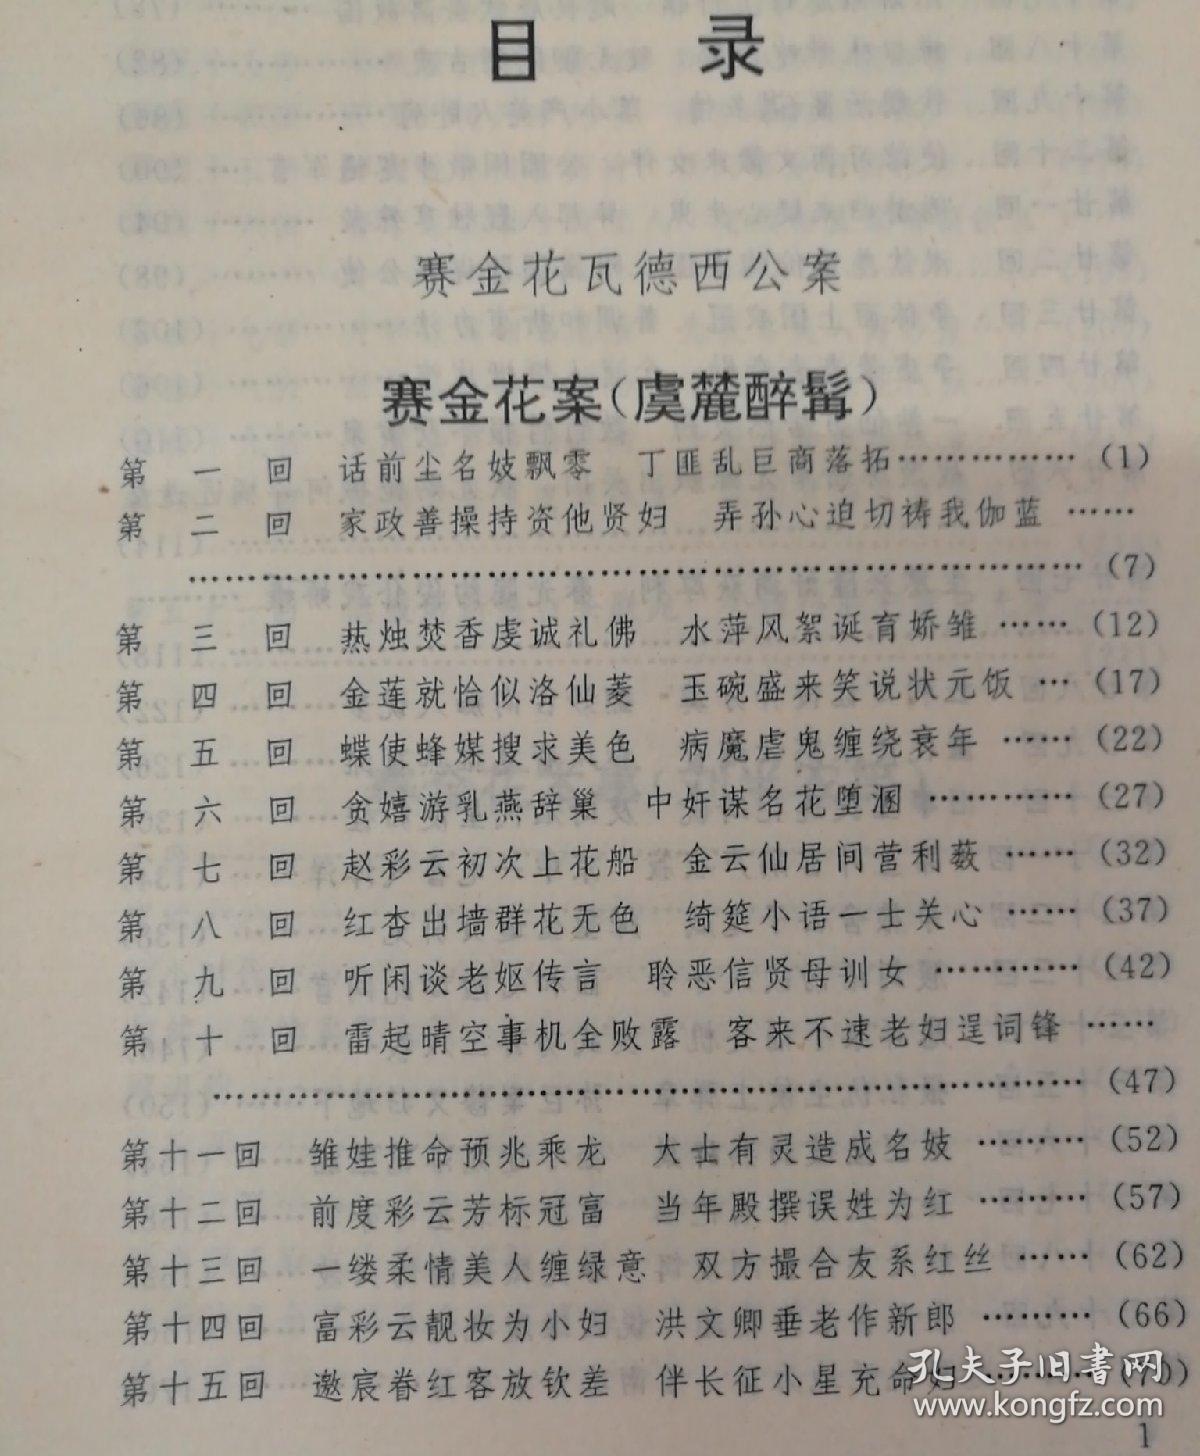 目 录
赛金花瓦德西公案
赛金花案(虞麓醉髯)
第一回 话前尘名妓飘零 丁匪乱巨商落拓……………(1)
第二回 家政善操持资他贤妇 弄孙心迫切祷我伽蓝……
……………………………………………………………(7)
第三回 热烛焚香虔诚礼佛 水萍风絮诞育娇雏……(12)
第四回 金莲就恰似洛仙菱 玉碗盛来笑说状元饭…(17)
第五回 蝶使蜂媒搜求美色 病魔虐鬼缠绕衰年……(22)
第六回 贪嬉游乳燕辞巢 中奸谋名花堕溷…………(27)
第七回 赵彩云初次上花船 金云仙居间营利薮……(32)
第八回 红杏出墙群花无色 绮筵小语一士关心……(37)
第九回 听闲谈老妪传言 聆恶信贤母训女…………(42)
第十回 雷起晴空事机全败露 客来不速老妇逞词锋……
……………………………………………………………(47)
第十一回 雏娃推命预兆乘龙 大士有灵造成名妓………(52)
第十二回 前度彩云芳标冠富 当年殿撰误姓为红………(57)
第十三回 一缕柔情美人缠绿意 双方撮合友系红丝……(62)
第十四回 富彩云靓妆为小妇 洪文卿垂老作新郎………(66)
第十五回 邀宸眷红客放钦差 伴长征小星充命妇………(70)
1
孔夫子旧书网
www.kongfz.com